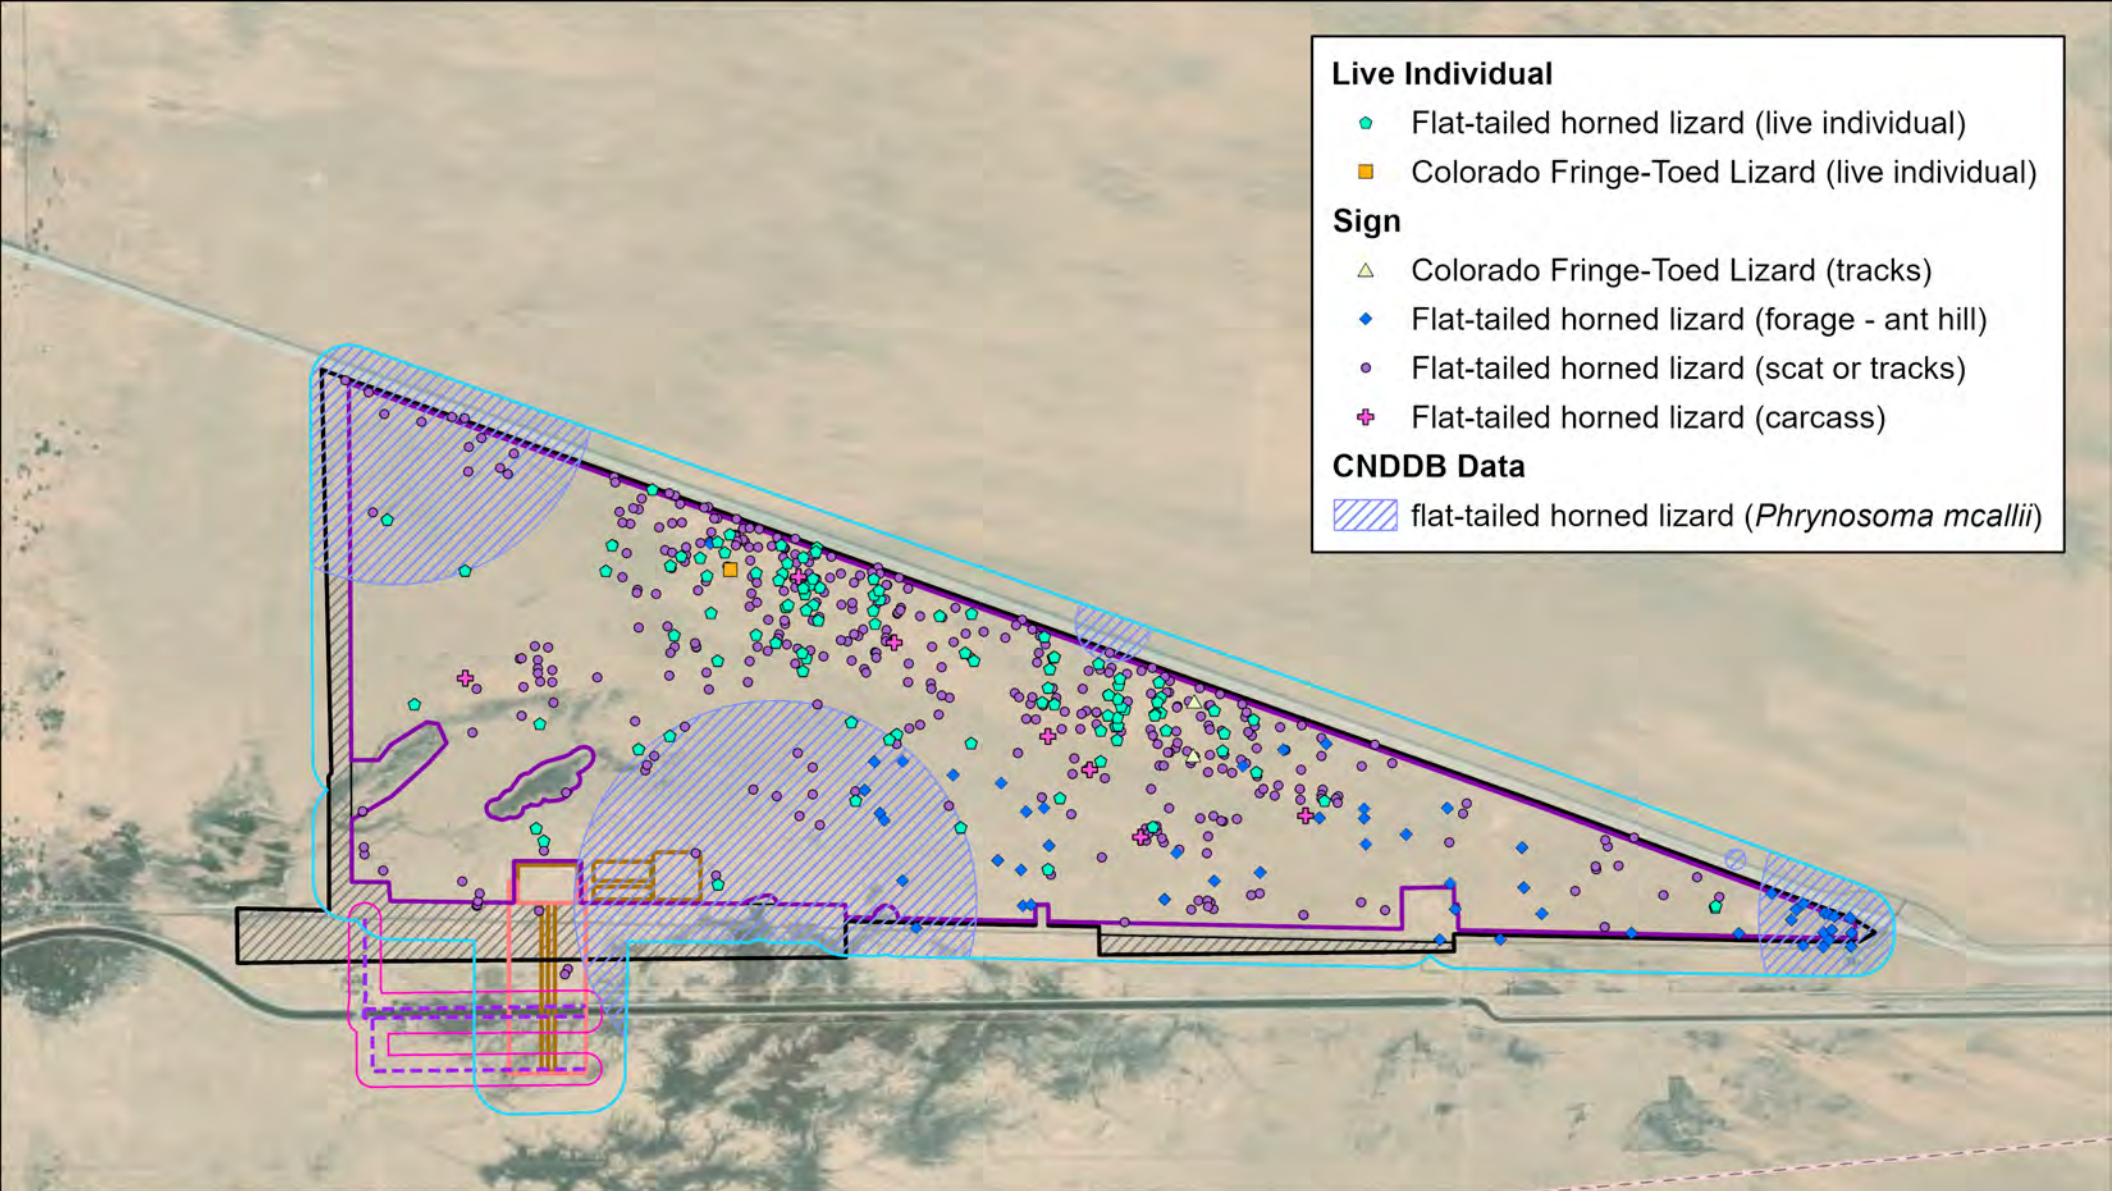 Live Individual
Flat-tailed horned lizard (live individual)
Colorado Fringe-Toed Lizard (live individual)
Sign
Colorado Fringe-Toed Lizard (tracks)
Flat-tailed horned lizard (forage - ant hill)
Flat-tailed horned lizard (scat or tracks)
Flat-tailed horned lizard (carcass)
CNDDB Data
flat-tailed horned lizard (Phrynosoma mcallii)